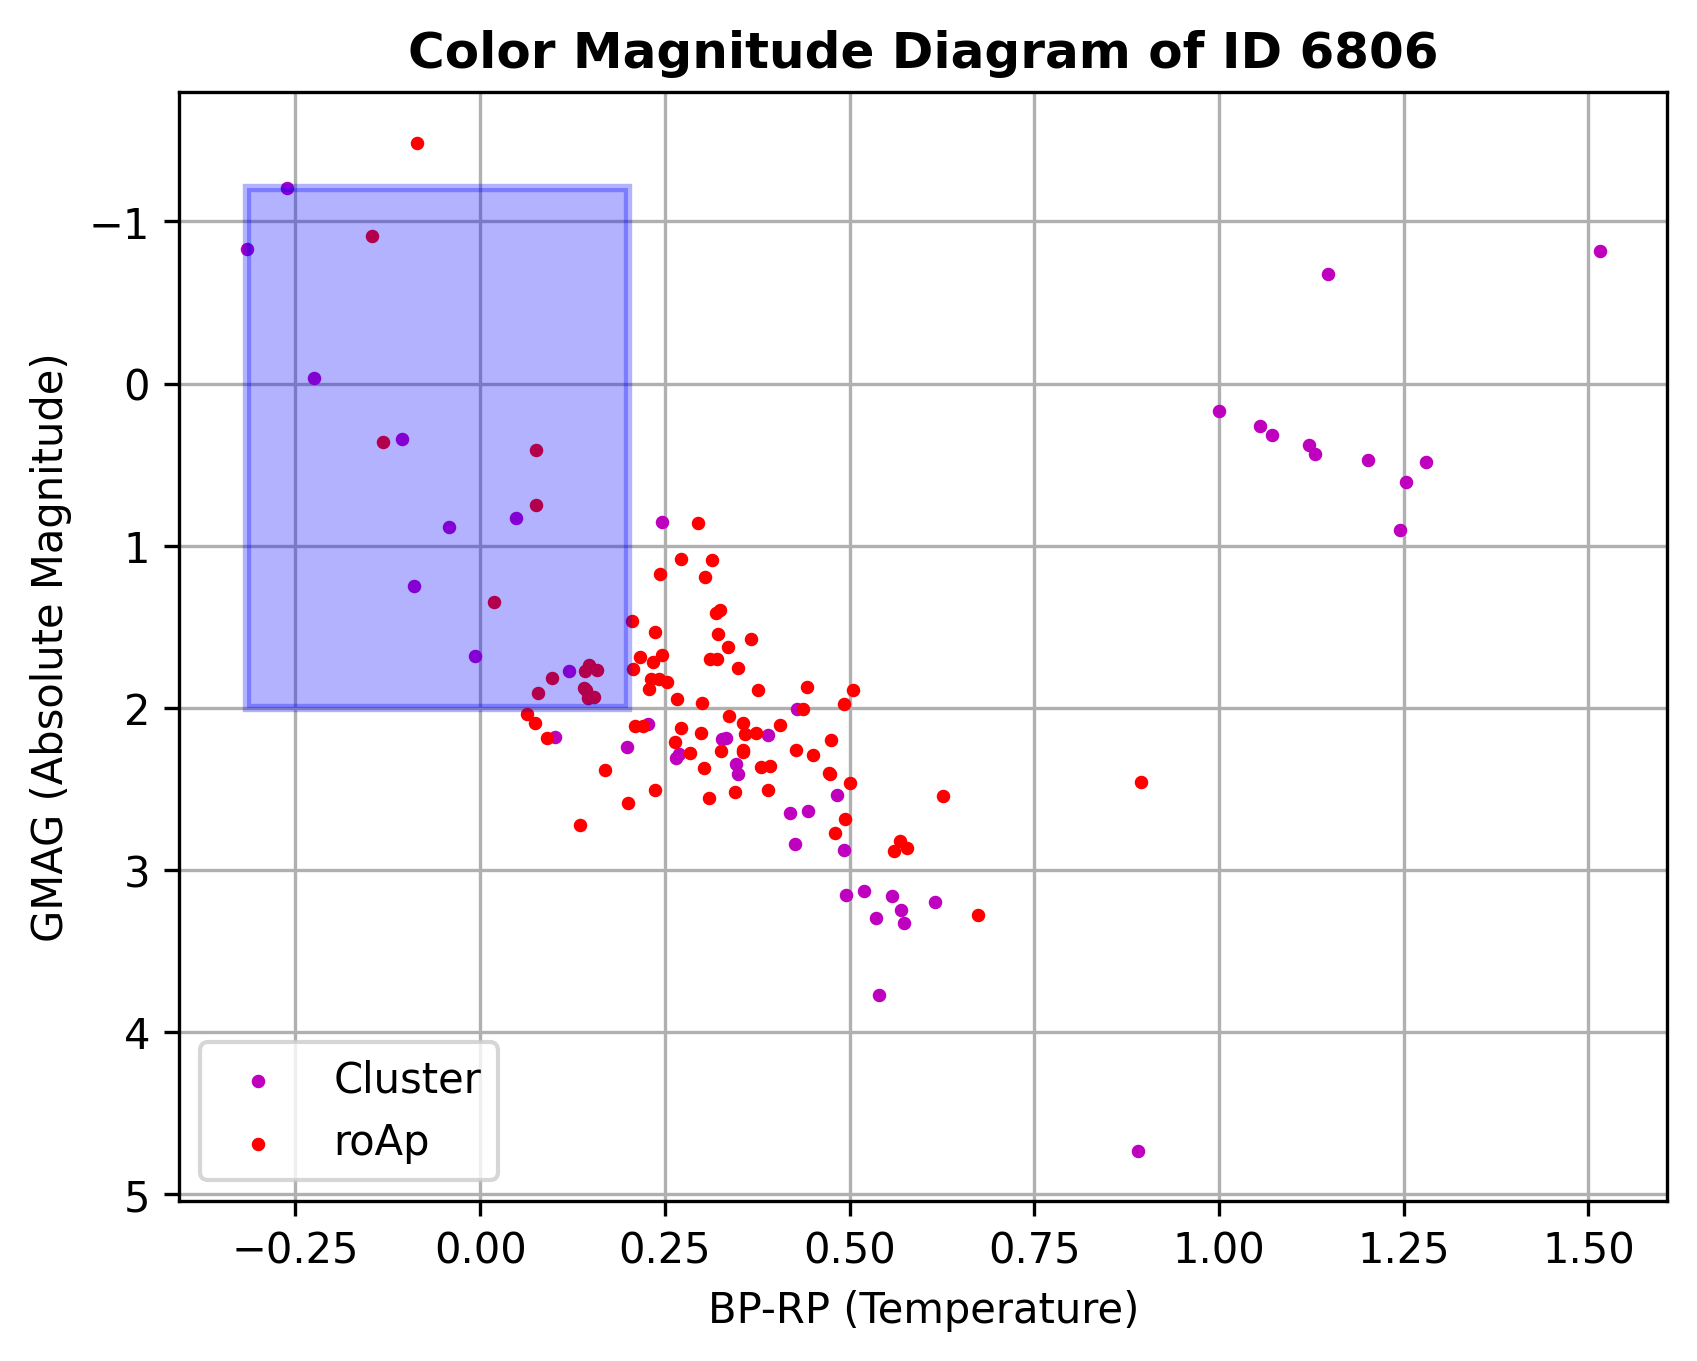 Color Magnitude Diagram of ID 6806
GMAG (Absolute Magnitude)
−1
0
1
2
3
4
5
Cluster
roAp
−0.25 0.00 0.25 0.50 0.75 1.00 1.25 1.50
BP-RP (Temperature)